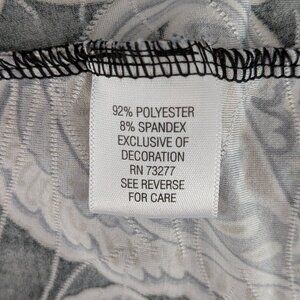 92% POLYESTER
8% SPANDEX
EXCLUSIVE OF
DECORATION
RN 73277
SEE REVERSE
FOR CARE